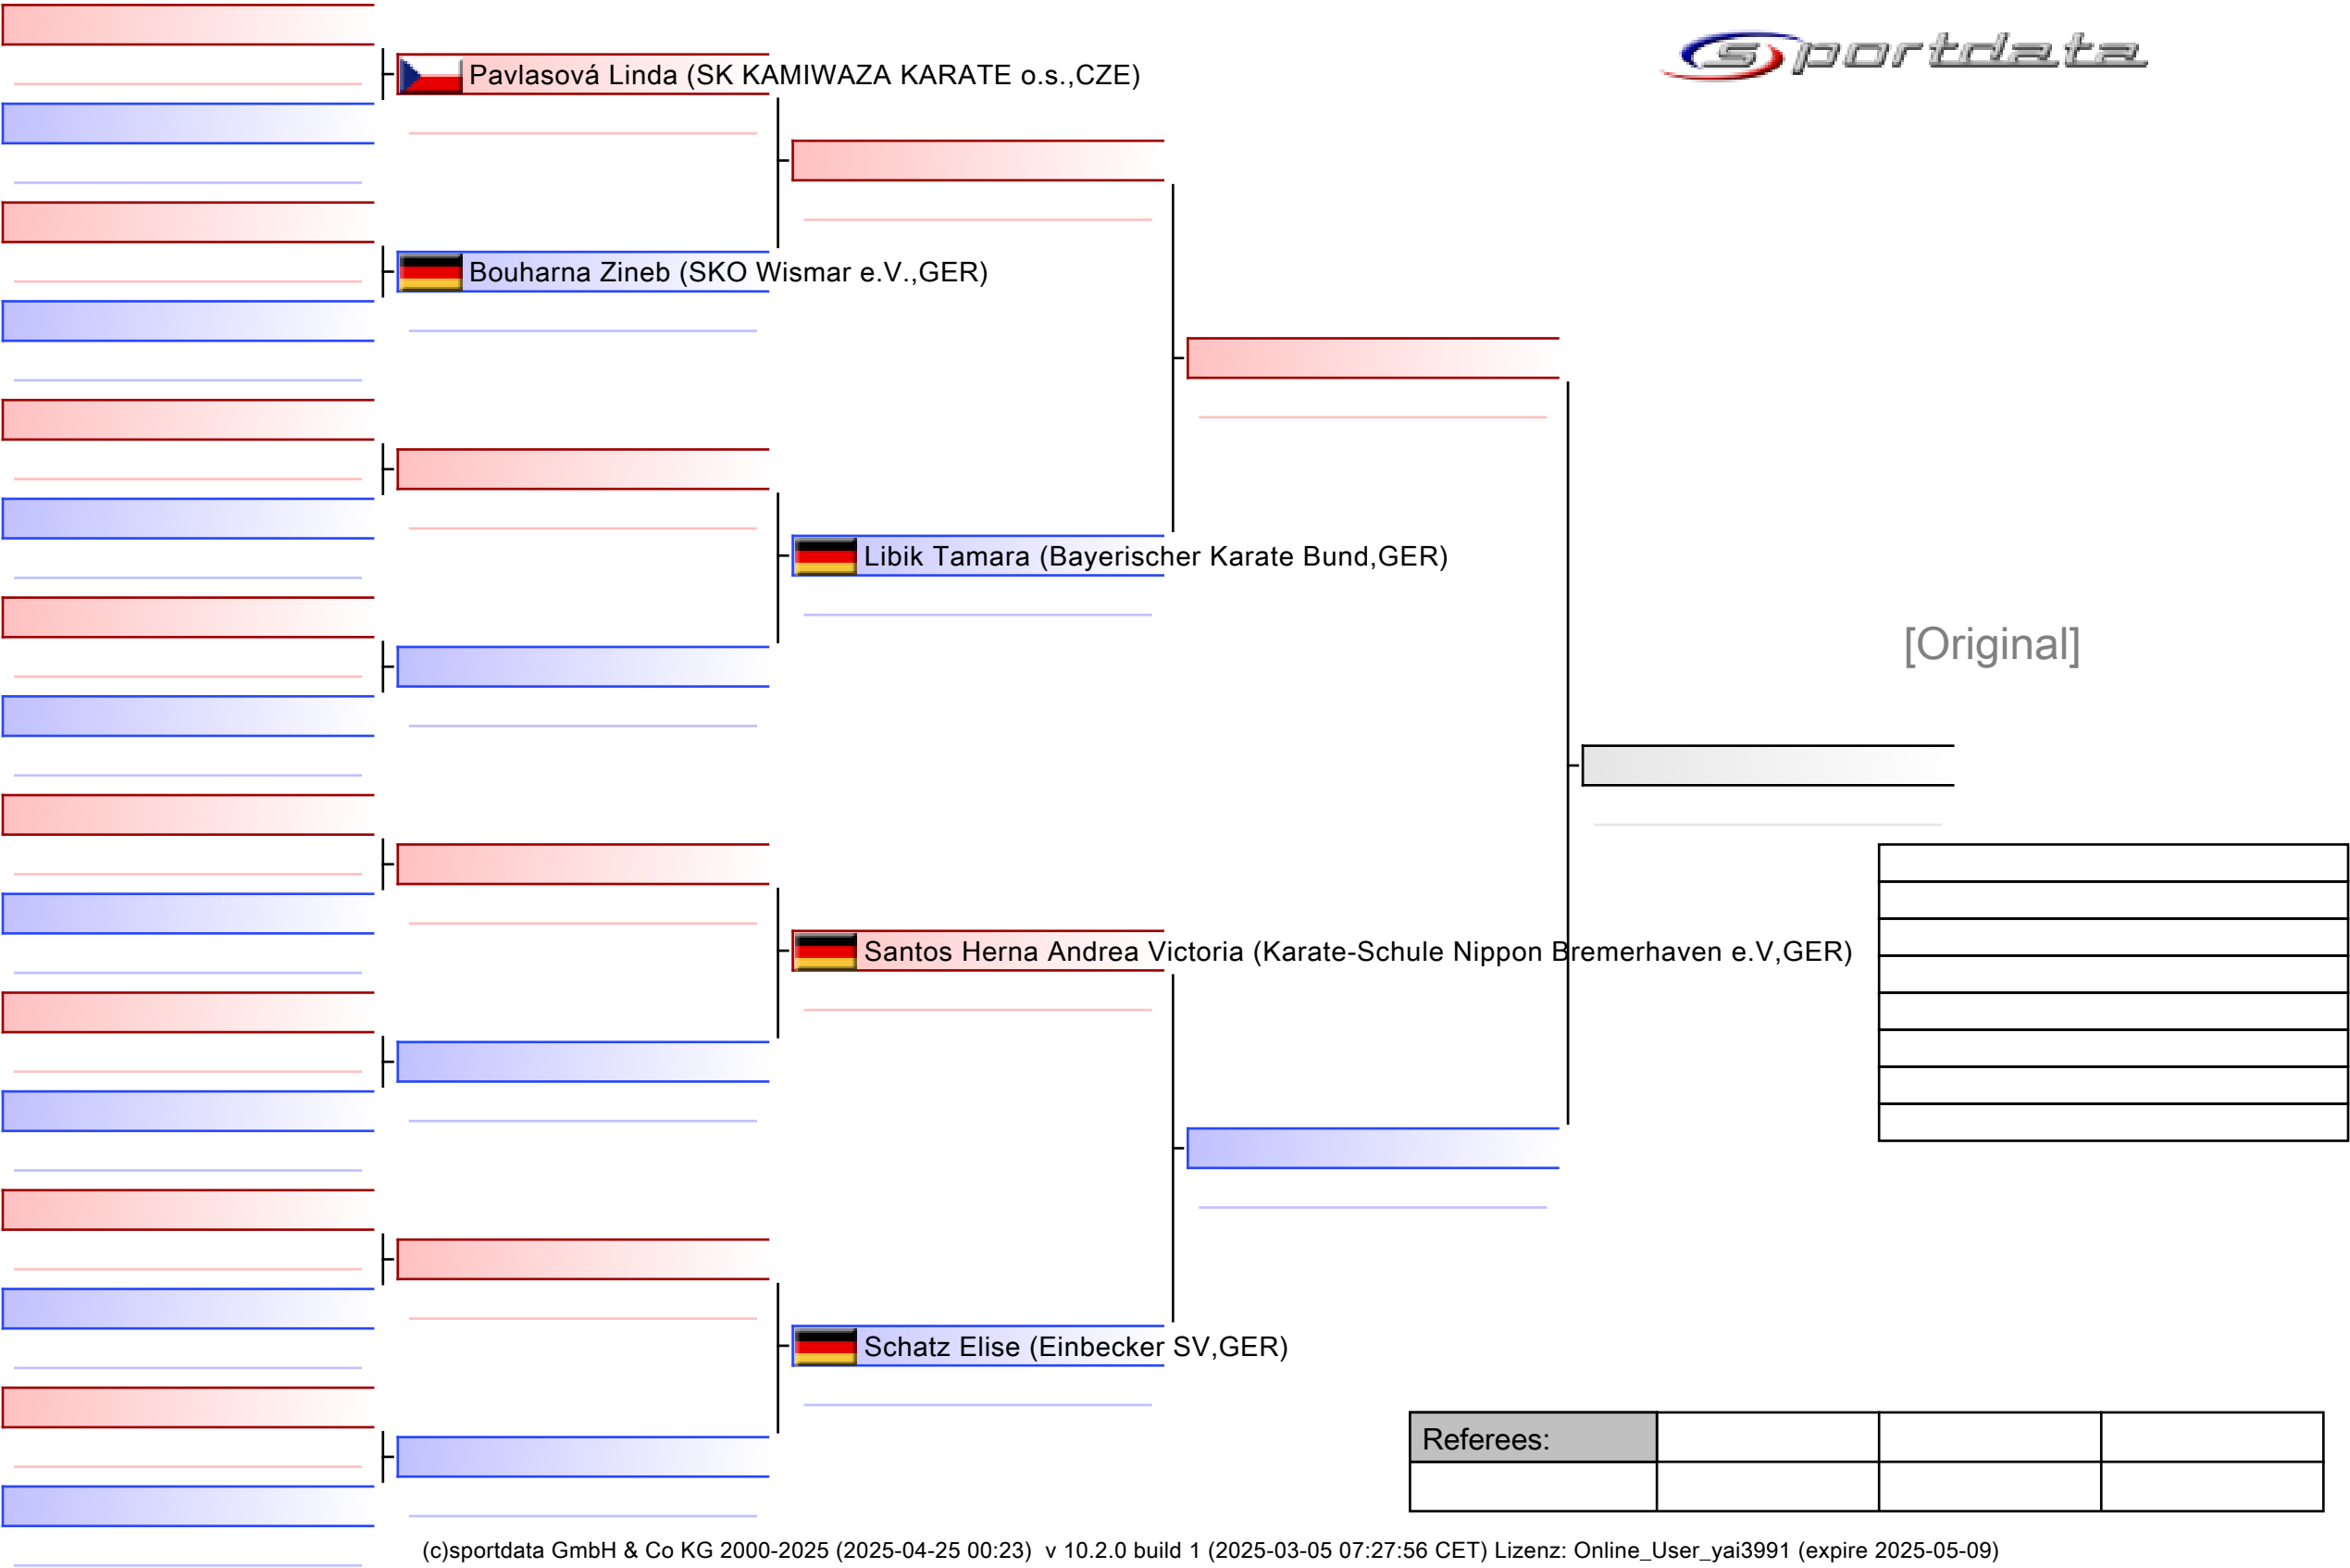 sportdata
Pavlasová Linda (SK KAMIWAZA KARATE o.s.,CZE)
Bouharna Zineb (SKO Wismar e.V.,GER)
Libik Tamara (Bayerischer Karate Bund,GER)
[Original]
Santos Herna Andrea Victoria (Karate-Schule Nippon Bremerhaven e.V,GER)
Schatz Elise (Einbecker SV,GER)
Referees:
(c)sportdata GmbH & Co KG 2000-2025 (2025-04-25 00:23)  v 10.2.0 build 1 (2025-03-05 07:27:56 CET) Lizenz: Online_User_yai3991 (expire 2025-05-09)